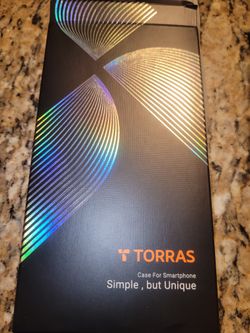 TORRAS
Case For Smartphone
Simple , but Unique